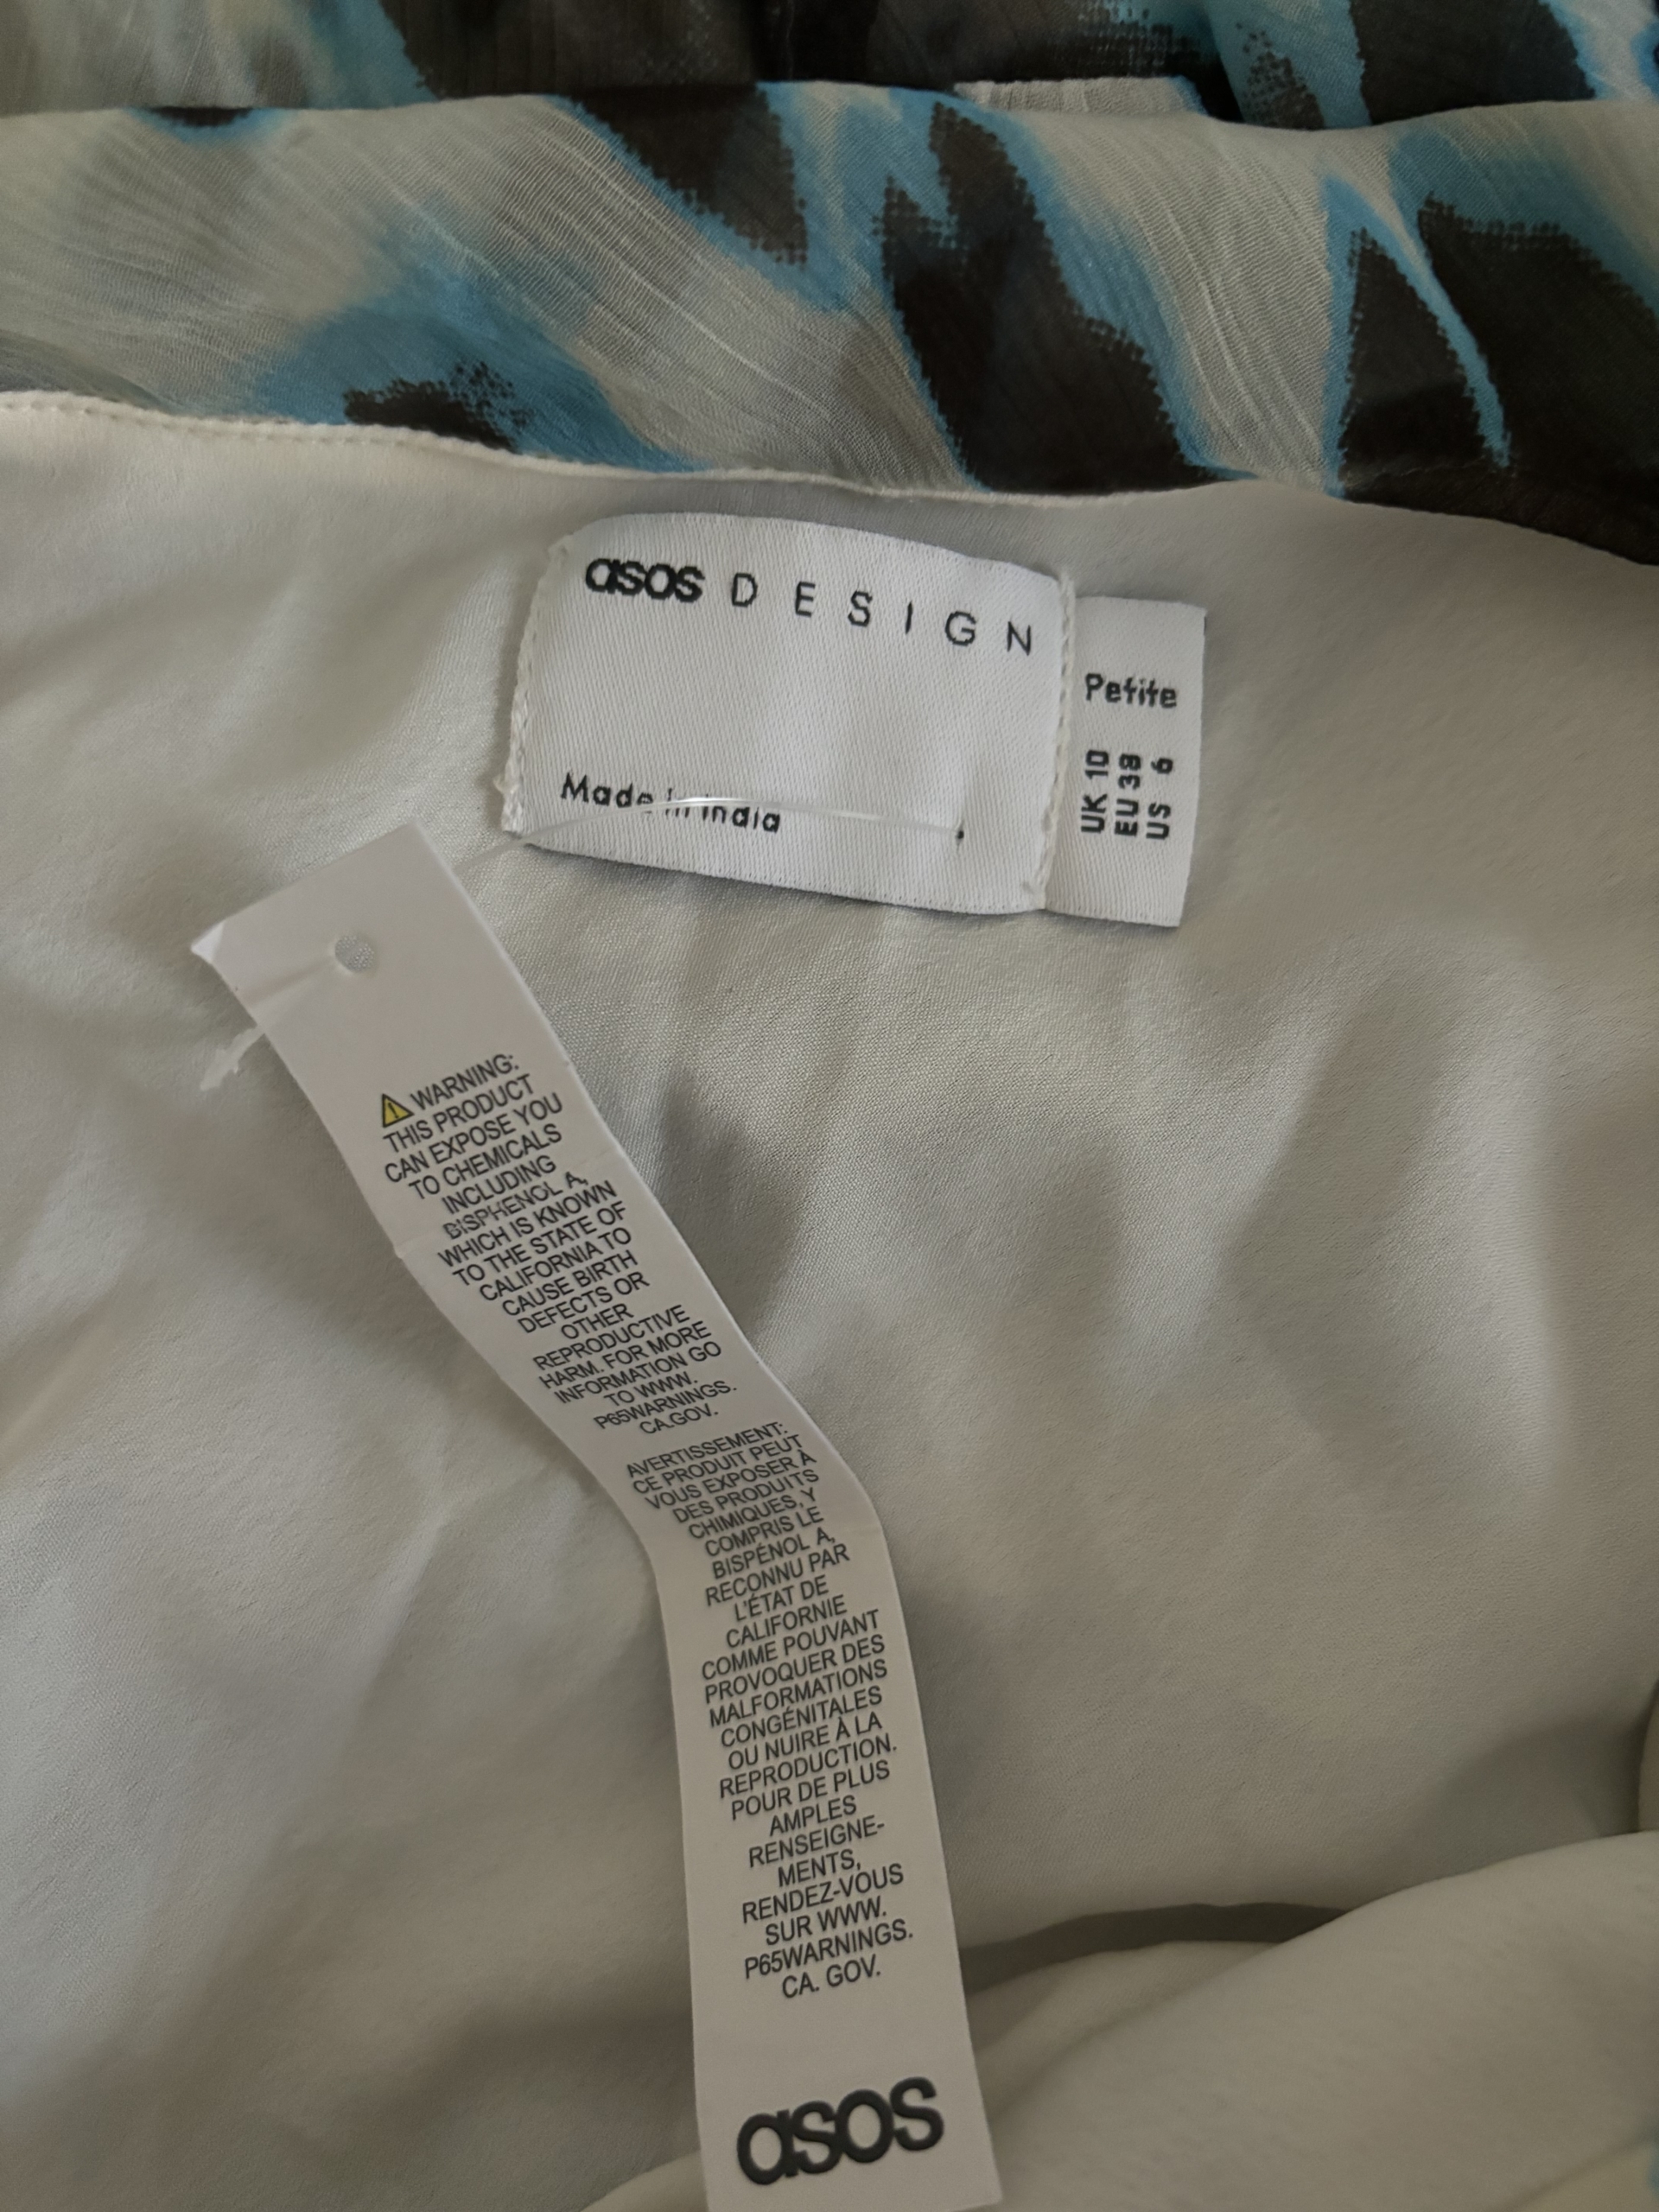 asos DESIGN
Made in India
Petite
UK 10
EU 38
US 6
WARNING:
THIS PRODUCT
CAN EXPOSE YOU
TO CHEMICALS
INCLUDING
BISPHENOL A,
WHICH IS KNOWN
TO THE STATE OF
CALIFORNIA TO
CAUSE BIRTH
DEFECTS OR
OTHER
REPRODUCTIVE
HARM. FOR MORE
INFORMATION GO
TO WWW.
P65WARNINGS.
CA.GOV.
AVERTISSEMENT:
CE PRODUIT PEUT
VOUS EXPOSER À
DES PRODUITS
CHIMIQUES, Y
COMPRIS LE
BISPÉNOL A,
RECONNU PAR
L'ÉTAT DE
CALIFORNIE
COMME POUVANT
PROVOQUER DES
MALFORMATIONS
CONGÉNITALES
OU NUIRE À LA
REPRODUCTION.
POUR DE PLUS
AMPLES
RENSEIGNE-
MENTS,
RENDEZ-VOUS
SUR WWW.
P65WARNINGS.
CA. GOV.
asos